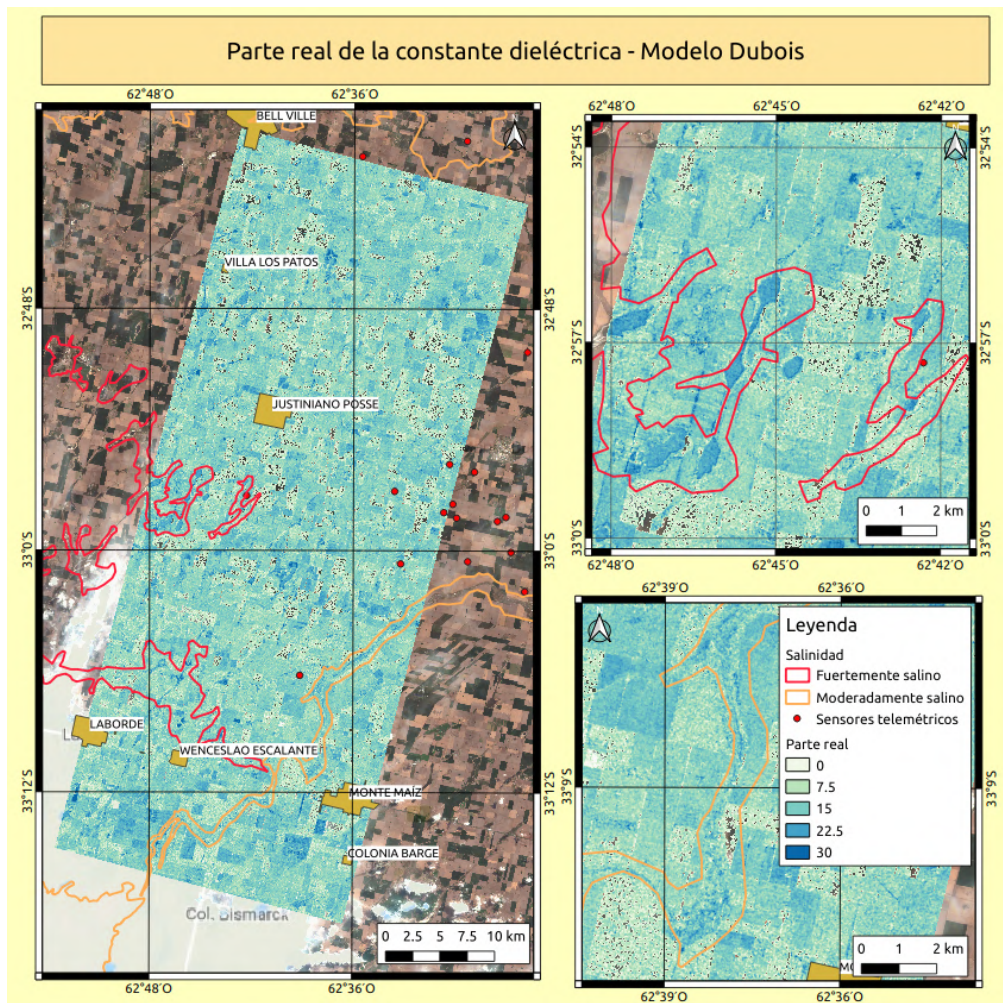 Parte real de la constante dieléctrica - Modelo Dubois
62°48′O
62°36′O
BELL VILLE
N
VILLA LOS PATOS
32°48′S
32°48′S
JUSTINIANO POSSE
33°0′S
33°0′S
LABORDE
WENCESLAO ESCALANTE
33°12′S
MONTE MAÍZ
33°12′S
COLONIA BARGE
Col. Bismarck
0 2.5 5 7.5 10 km
62°48′O
62°36′O
62°48′O
62°45′O
62°42′O
32°54′S
32°54′S
32°57′S
32°57′S
0 1 2 km
33°0′S
33°0′S
62°48′O
62°45′O
62°42′O
62°39′O
62°36′O
Leyenda
Salinidad
Fuertemente salino
Moderadamente salino
Sensores telemétricos
Parte real
0
7.5
15
22.5
30
33°9′S
33°9′S
0 1 2 km
62°39′O
62°36′O